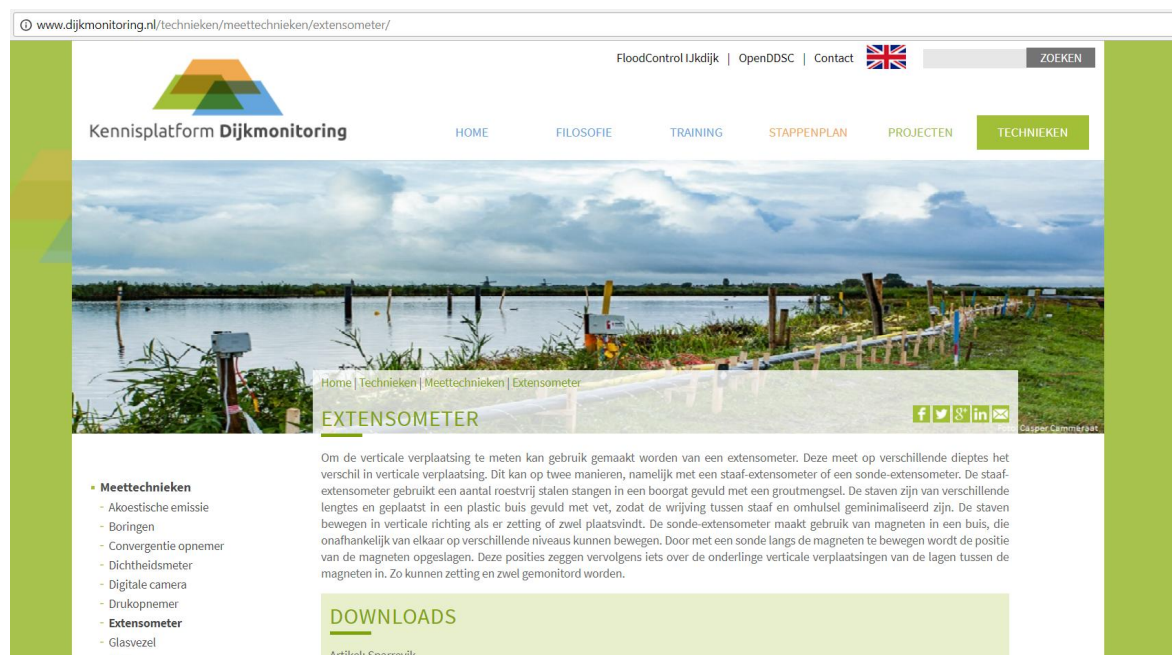 www.dijkmonitoring.nl/technieken/meettechnieken/extensometer/
FloodControl IJkdijk | OpenDDSC | Contact
ZOEKEN
Kennisplatform Dijkmonitoring
HOME FILOSOFIE TRAINING STAPPENPLAN PROJECTEN TECHNIEKEN
Home | Technieken | Meettechnieken | Extensometer
EXTENSOMETER
Foto: Casper Cammeraat
Om de verticale verplaatsing te meten kan gebruik gemaakt worden van een extensometer. Deze meet op verschillende dieptes het
verschil in verticale verplaatsing. Dit kan op twee manieren, namelijk met een staaf-extensometer of een sonde-extensometer. De staaf-
extensometer gebruikt een aantal roestvrij stalen stangen in een boorgat gevuld met een groutmengsel. De staven zijn van verschillende
lengtes en geplaatst in een plastic buis gevuld met vet, zodat de wrijving tussen staaf en omhulsel geminimaliseerd zijn. De staven
bewegen in verticale richting als er zetting of zwel plaatsvindt. De sonde-extensometer maakt gebruik van magneten in een buis, die
onafhankelijk van elkaar op verschillende niveaus kunnen bewegen. Door met een sonde langs de magneten te bewegen wordt de positie
van de magneten opgeslagen. Deze posities zeggen vervolgens iets over de onderlinge verticale verplaatsingen van de lagen tussen de
magneten in. Zo kunnen zetting en zwel gemonitord worden.
Meettechnieken
- Akoestische emissie
- Boringen
- Convergentie opnemer
- Dichtheidsmeter
- Digitale camera
- Drukopnemer
- Extensometer
- Glasvezel
DOWNLOADS
Artikel: Sperrevik